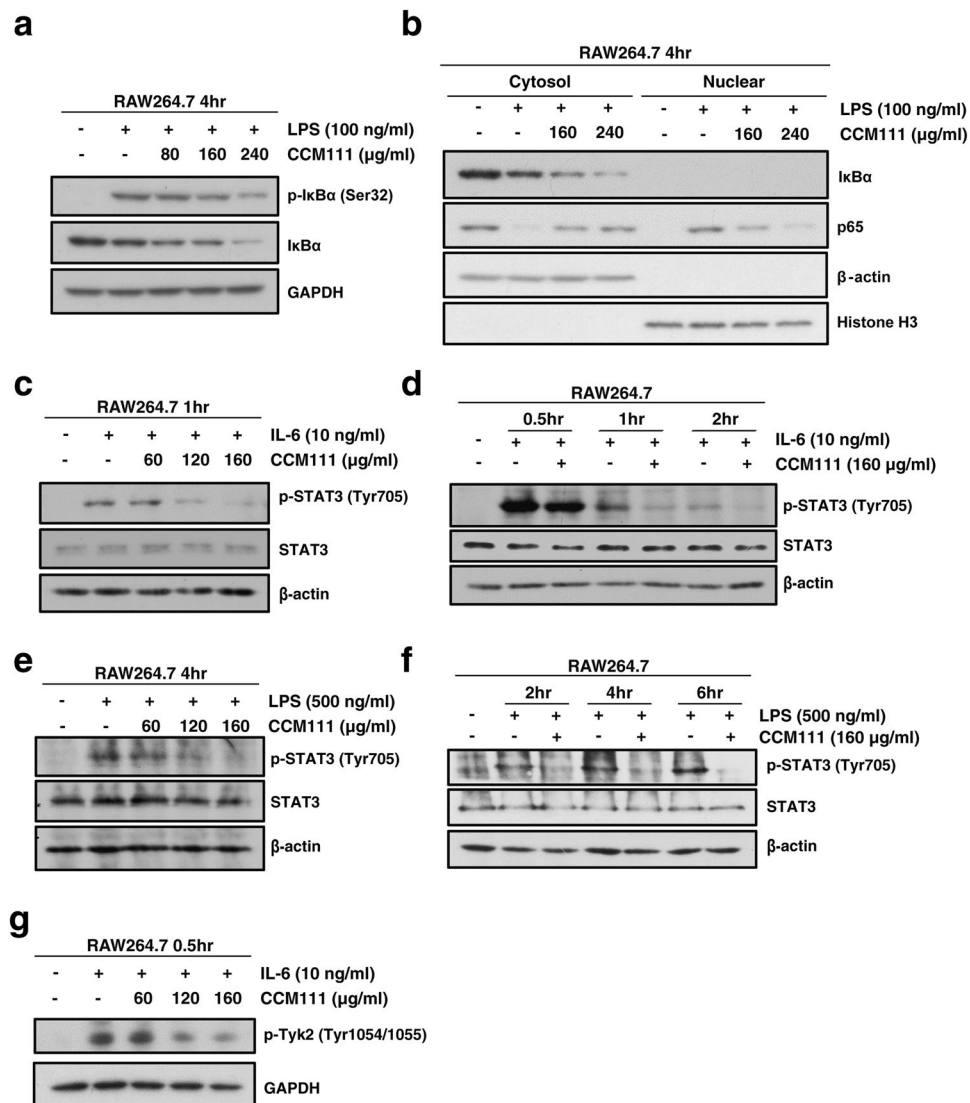 a
RAW264.7 4hr
- + + + + LPS (100 ng/ml)
- - 80 160 240 CCM111 (μg/ml)
p-IκBα (Ser32)
IκBα
GAPDH
b
RAW264.7 4hr
Cytosol Nuclear
- + + + - + + + LPS (100 ng/ml)
- - 160 240 - - 160 240 CCM111 (μg/ml)
IκBα
p65
β-actin
Histone H3
c
RAW264.7 1hr
- + + + + IL-6 (10 ng/ml)
- - 60 120 160 CCM111 (μg/ml)
p-STAT3 (Tyr705)
STAT3
β-actin
d
RAW264.7
0.5hr 1hr 2hr
- + + + + + + IL-6 (10 ng/ml)
- - + - + - + CCM111 (160 μg/ml)
p-STAT3 (Tyr705)
STAT3
β-actin
e
RAW264.7 4hr
- + + + + LPS (500 ng/ml)
- - 60 120 160 CCM111 (μg/ml)
p-STAT3 (Tyr705)
STAT3
β-actin
f
RAW264.7
2hr 4hr 6hr
- + + + + + + LPS (500 ng/ml)
- - + - + - + CCM111 (160 μg/ml)
p-STAT3 (Tyr705)
STAT3
β-actin
g
RAW264.7 0.5hr
- + + + + IL-6 (10 ng/ml)
- - 60 120 160 CCM111 (μg/ml)
p-Tyk2 (Tyr1054/1055)
GAPDH